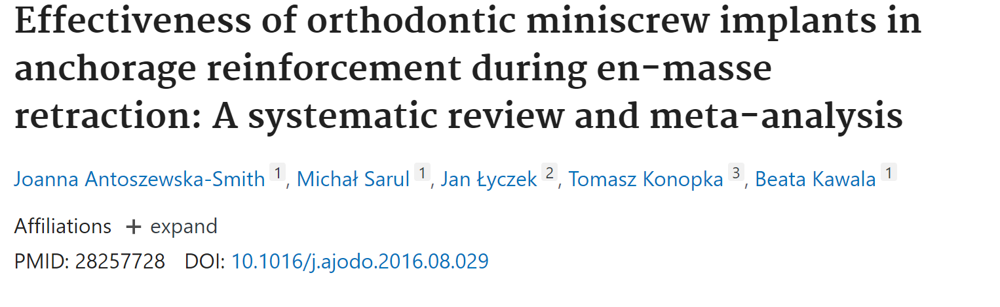 Effectiveness of orthodontic miniscrew implants in
anchorage reinforcement during en-masse
retraction: A systematic review and meta-analysis
Joanna Antoszewska-Smith 1, Michał Sarul 1, Jan Łyczek 2, Tomasz Konopka 3, Beata Kawala 1
Affiliations + expand
PMID: 28257728 DOI: 10.1016/j.ajodo.2016.08.029